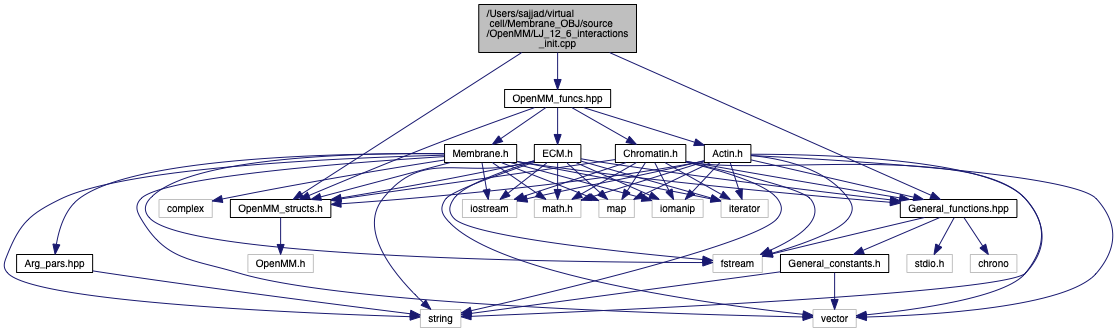 /Users/sajjad/virtual
cell/Membrane_OBJ/source
/OpenMM/LJ_12_6_interactions
_init.cpp
OpenMM_funcs.hpp
Membrane.h
ECM.h
Chromatin.h
Actin.h
complex
OpenMM_structs.h
iostream
math.h
map
iomanip
iterator
General_functions.hpp
Arg_pars.hpp
OpenMM.h
fstream
General_constants.h
stdio.h
chrono
string
vector